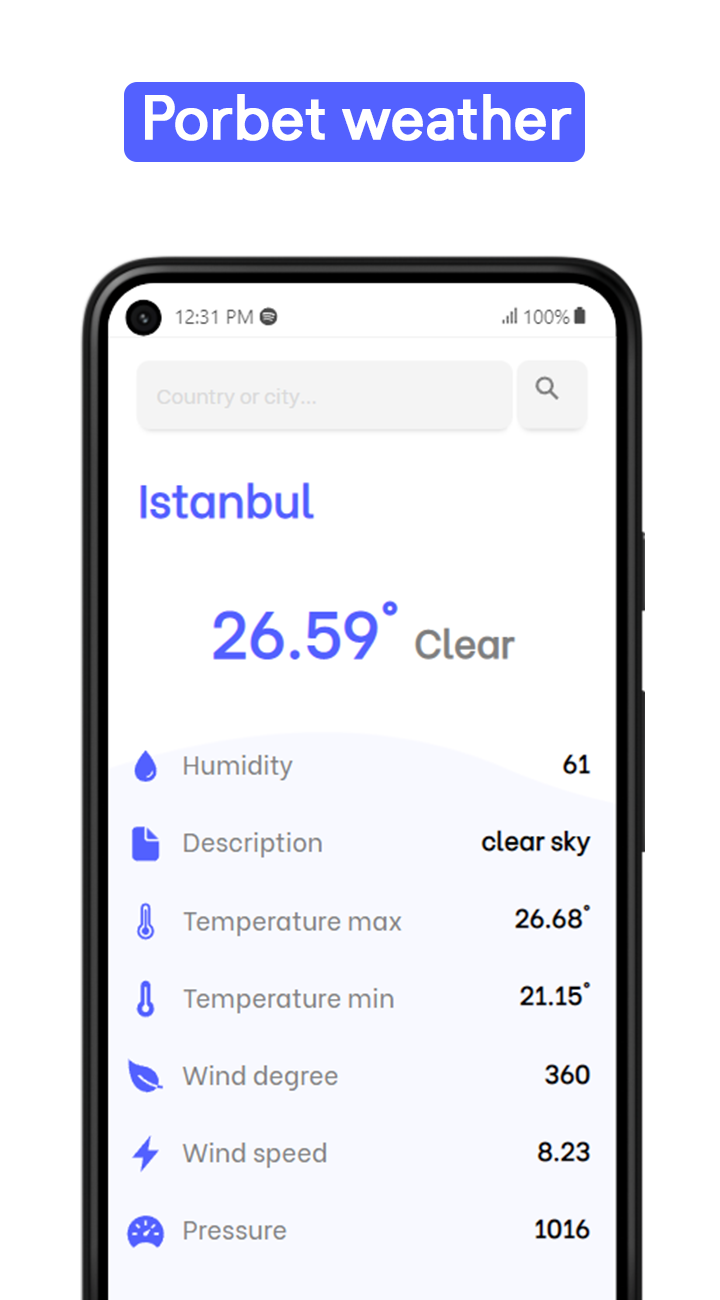 Porbet weather
12:31 PM 100%
Country or city...
Istanbul
26.59° Clear
Humidity 61
Description clear sky
Temperature max 26.68°
Temperature min 21.15°
Wind degree 360
Wind speed 8.23
Pressure 1016